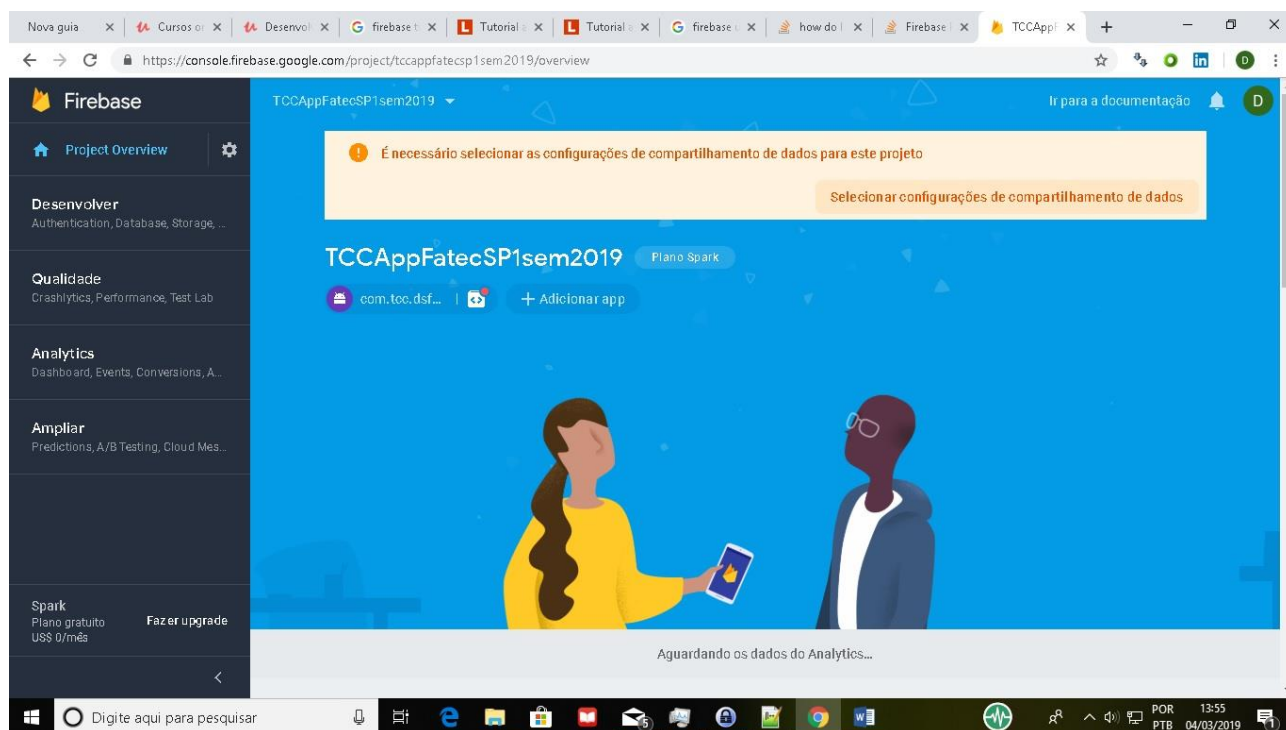 Nova guia
Cursos or
Desenvol
firebase t
Tutorial
Tutorial
firebase
how do I
Firebase
TCCAppF
https://console.firebase.google.com/project/tccappfatecsp1sem2019/overview
D
Firebase
TCCAppFatecSP1sem2019
Ir para a documentação
D
Project Overview
É necessário selecionar as configurações de compartilhamento de dados para este projeto
Selecionar configurações de compartilhamento de dados
Desenvolver
Authentication, Database, Storage, ...
TCCAppFatecSP1sem2019
Plano Spark
Qualidade
Crashlytics, Performance, Test Lab
com.tcc.dsf...
+ Adicionar app
Analytics
Dashboard, Events, Conversions, A...
Ampliar
Predictions, A/B Testing, Cloud Mes...
Spark
Plano gratuito
US$ 0/mês
Fazer upgrade
Aguardando os dados do Analytics...
Digite aqui para pesquisar
POR
PTB
13:55
04/03/2019